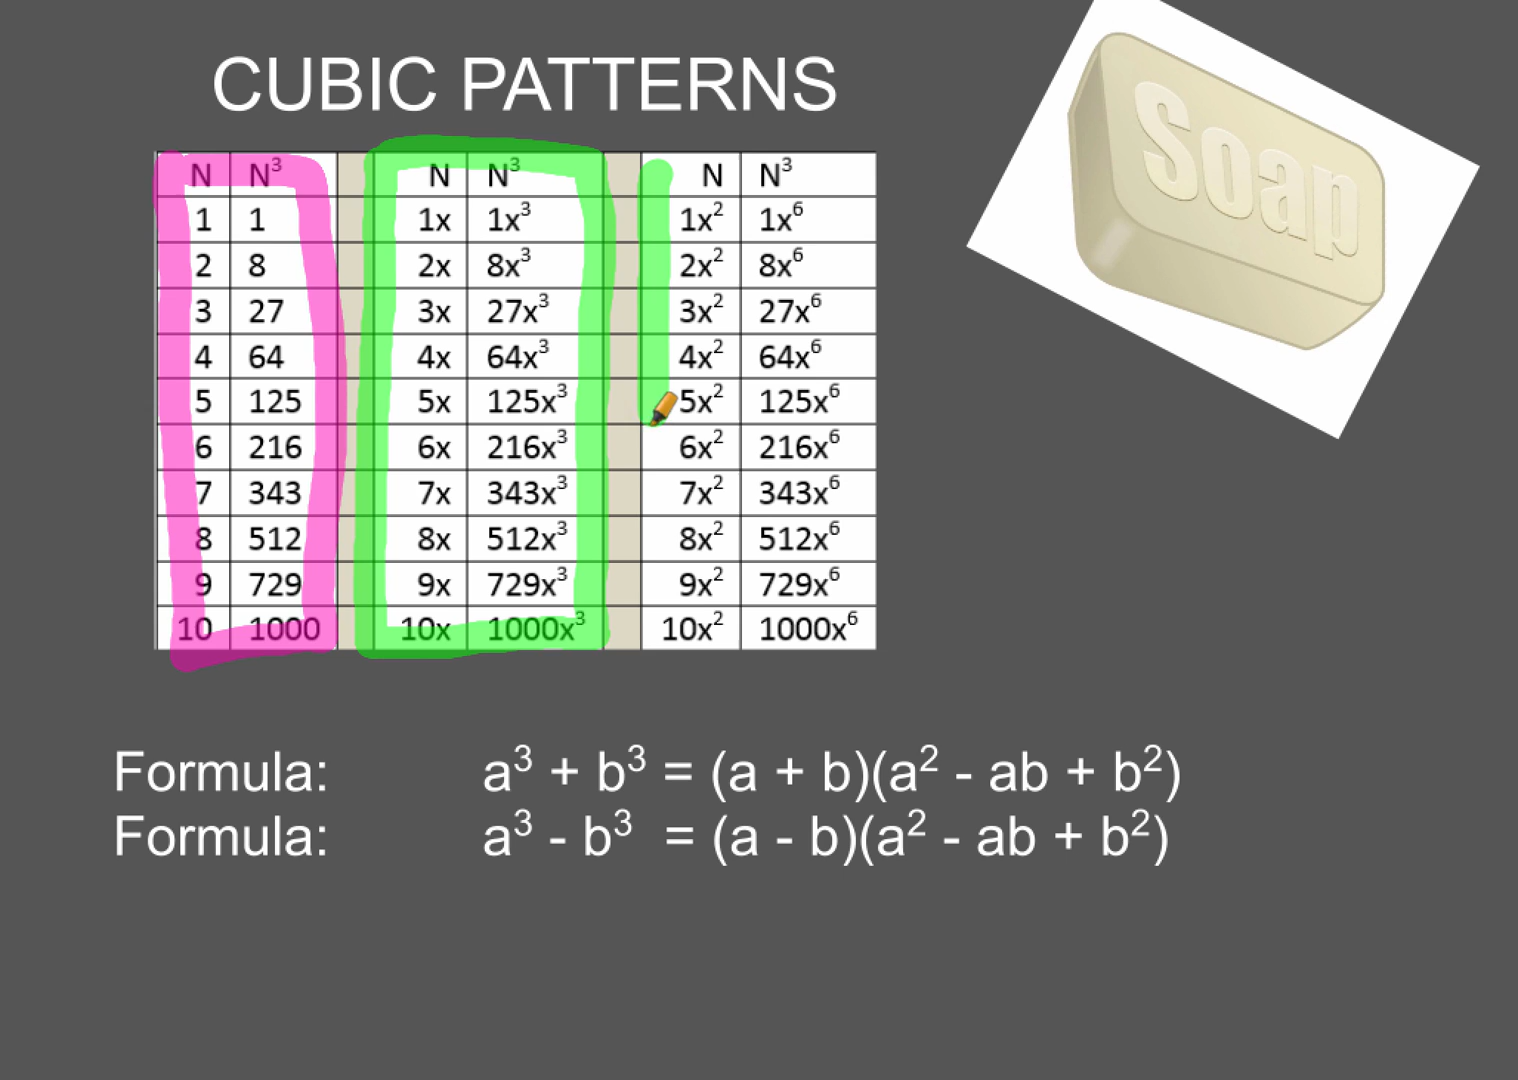 CUBIC PATTERNS
Soap
N N³ N N³ N N³
1 1 1x 1x³ 1x² 1x⁶
2 8 2x 8x³ 2x² 8x⁶
3 27 3x 27x³ 3x² 27x⁶
4 64 4x 64x³ 4x² 64x⁶
5 125 5x 125x³ 5x² 125x⁶
6 216 6x 216x³ 6x² 216x⁶
7 343 7x 343x³ 7x² 343x⁶
8 512 8x 512x³ 8x² 512x⁶
9 729 9x 729x³ 9x² 729x⁶
10 1000 10x 1000x³ 10x² 1000x⁶
Formula: a³ + b³ = (a + b)(a² - ab + b²)
Formula: a³ - b³ = (a - b)(a² - ab + b²)